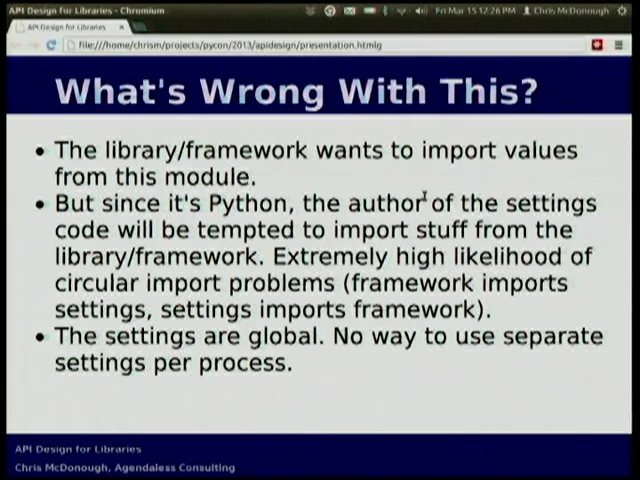 API Design for Libraries - Chromium
Fri Mar 15 12:26 PM Chris McDonough
API Design for Libraries
file:///home/chrism/projects/pycon/2013/apidesign/presentation.html#
What's Wrong With This?
The library/framework wants to import values
from this module.
But since it's Python, the author of the settings
code will be tempted to import stuff from the
library/framework. Extremely high likelihood of
circular import problems (framework imports
settings, settings imports framework).
The settings are global. No way to use separate
settings per process.
API Design for Libraries
Chris McDonough, Agendaless Consulting